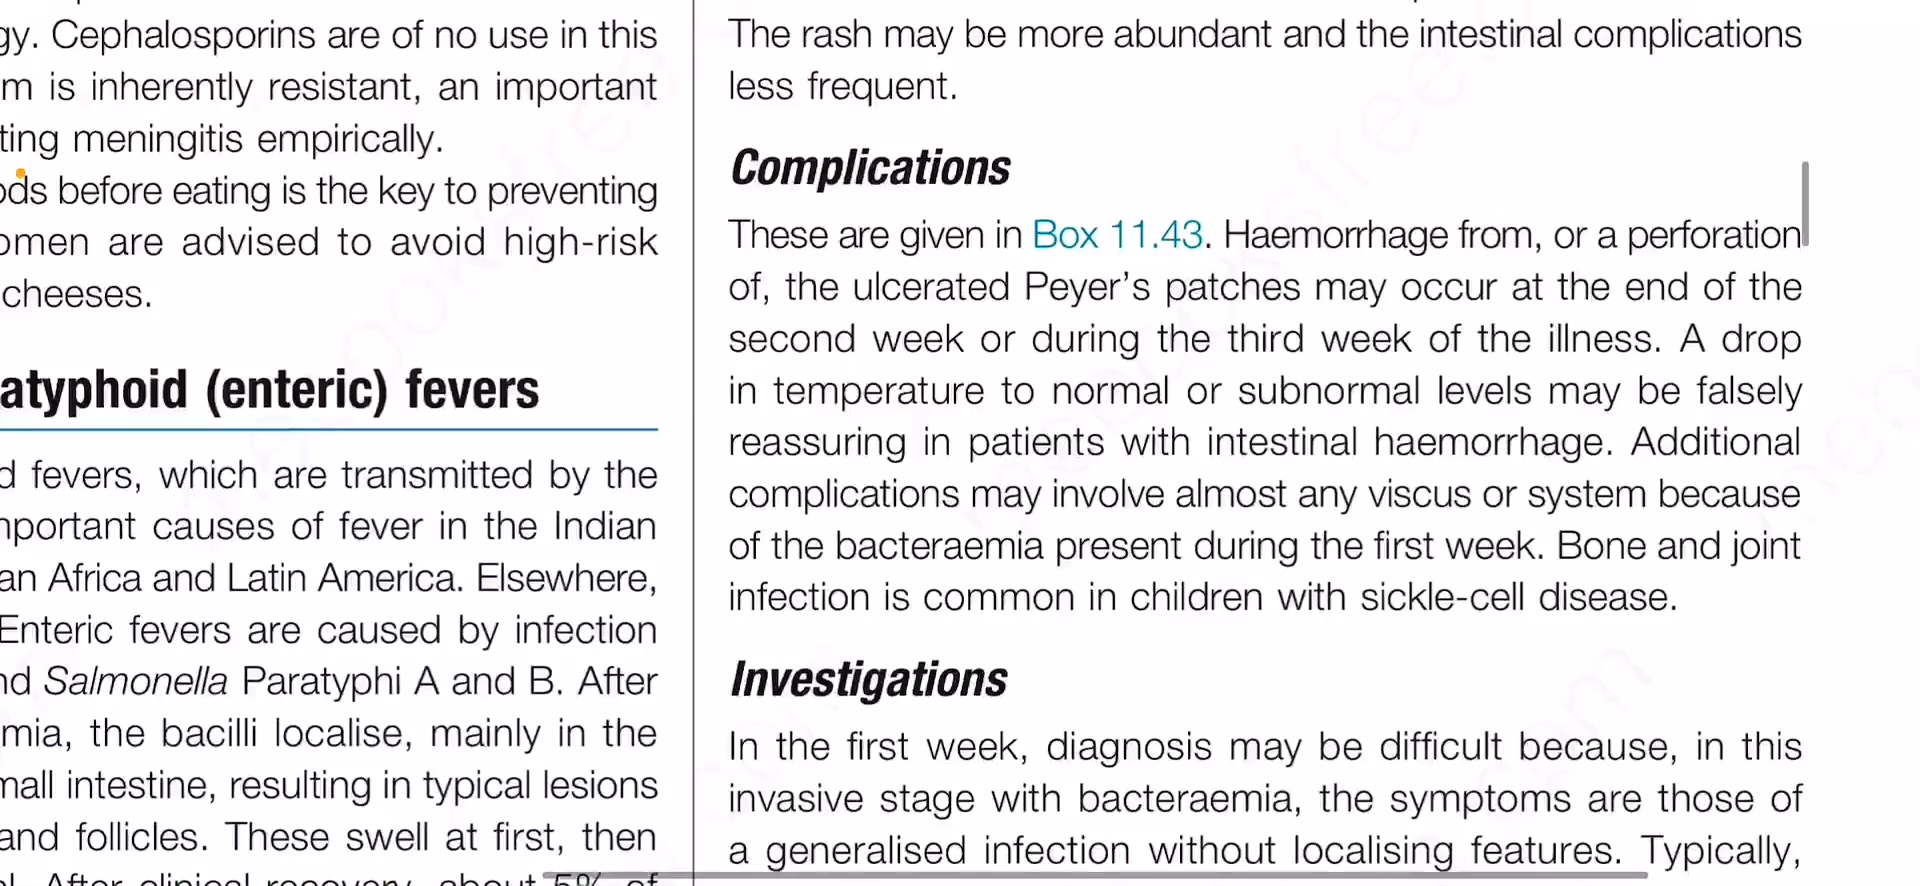 Cephalosporins are of no use in this
is inherently resistant, an important
meningitis empirically.
before eating is the key to preventing
are advised to avoid high-risk
cheeses.
(enteric) fevers
fevers, which are transmitted by the
causes of fever in the Indian
Africa and Latin America. Elsewhere,
Enteric fevers are caused by infection
Salmonella Paratyphi A and B. After
the bacilli localise, mainly in the
intestine, resulting in typical lesions
and follicles. These swell at first, then
After clinical recovery, about 5% of
The rash may be more abundant and the intestinal complications
less frequent.
Complications
These are given in Box 11.43. Haemorrhage from, or a perforation
of, the ulcerated Peyer’s patches may occur at the end of the
second week or during the third week of the illness. A drop
in temperature to normal or subnormal levels may be falsely
reassuring in patients with intestinal haemorrhage. Additional
complications may involve almost any viscus or system because
of the bacteraemia present during the first week. Bone and joint
infection is common in children with sickle-cell disease.
Investigations
In the first week, diagnosis may be difficult because, in this
invasive stage with bacteraemia, the symptoms are those of
a generalised infection without localising features. Typically,